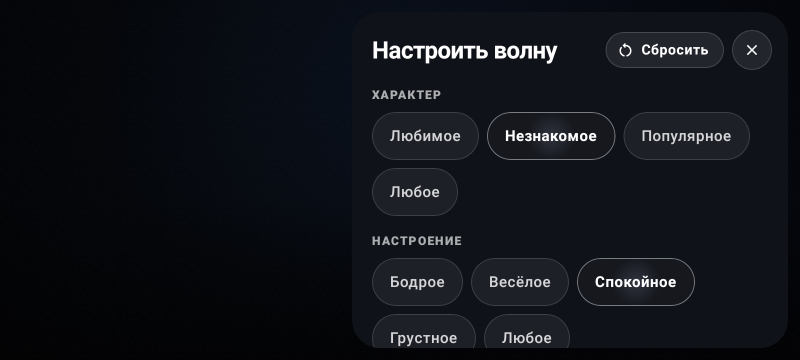 Настроить волну Сбросить
ХАРАКТЕР
Любимое Незнакомое Популярное
Любое
НАСТРОЕНИЕ
Бодрое Весёлое Спокойное
Грустное Любое